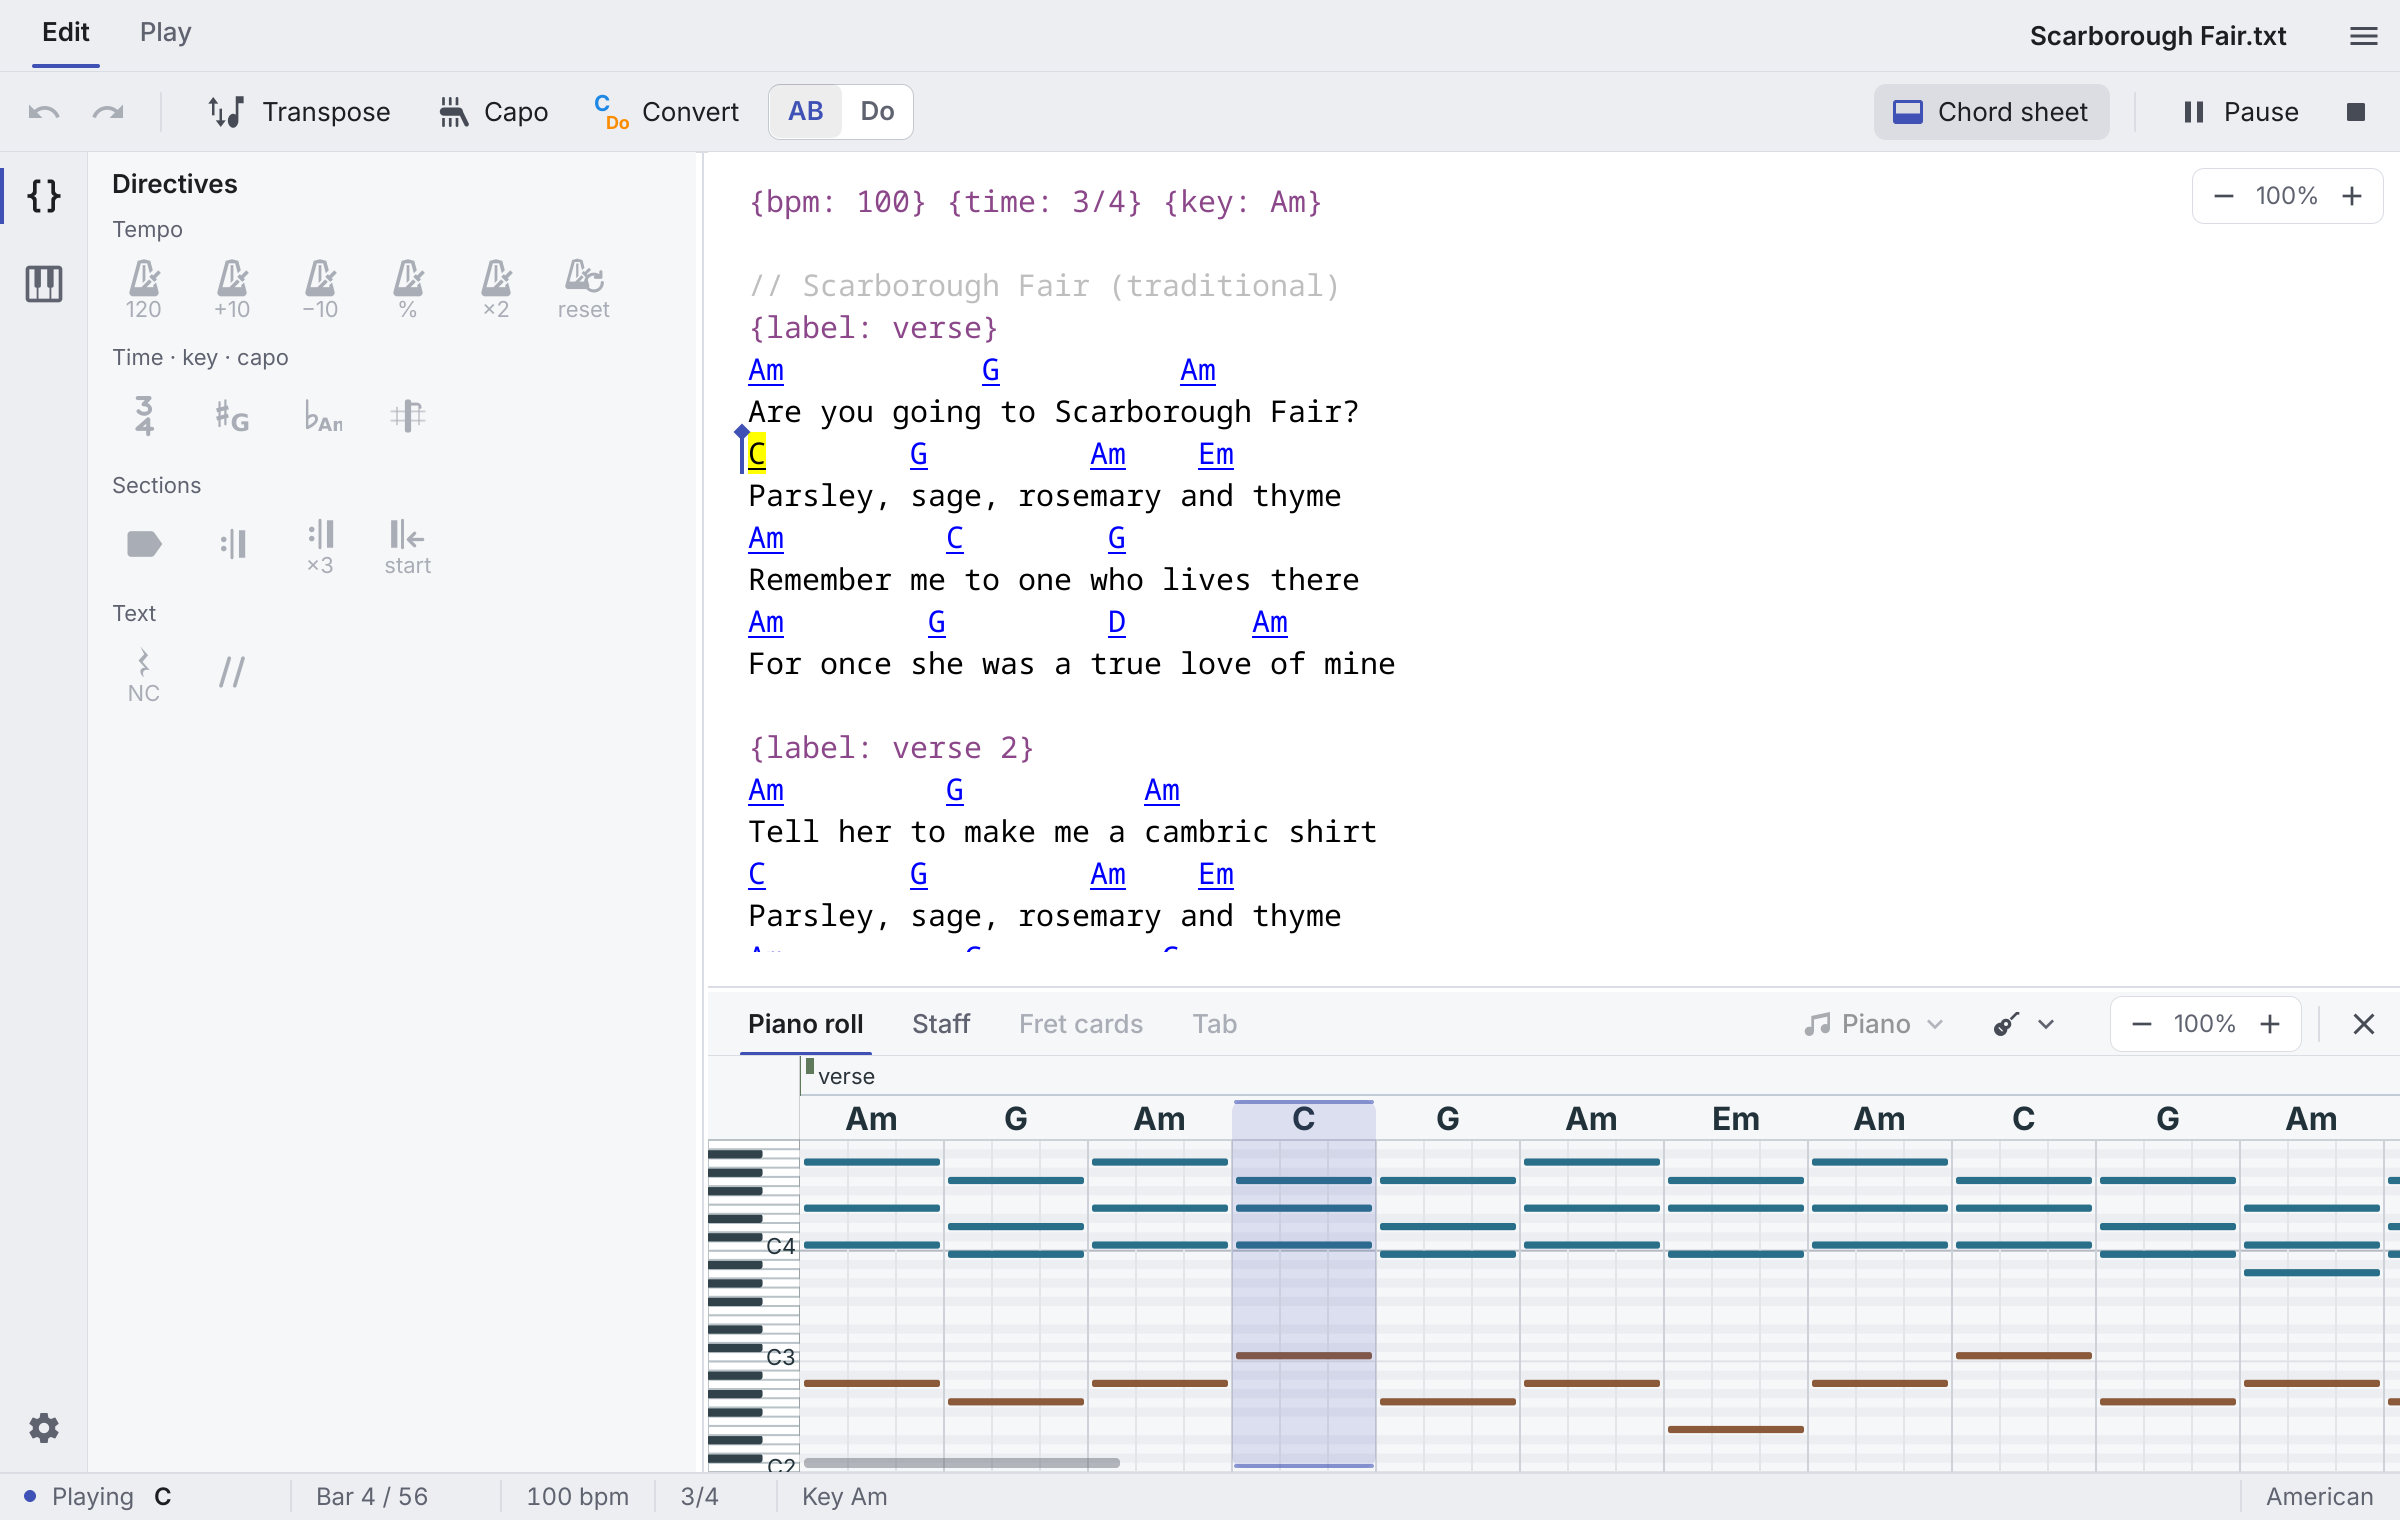 Edit Play Scarborough Fair.txt
Transpose Capo C Do Convert AB Do Chord sheet Pause
Directives
Tempo
120 +10 −10 % ×2 reset
Time · key · capo
3 4 ♯G ♭Am
Sections
×3 start
Text
NC //
{bpm: 100} {time: 3/4} {key: Am}
100%
// Scarborough Fair (traditional)
{label: verse}
Am G Am
Are you going to Scarborough Fair?
C G Am Em
Parsley, sage, rosemary and thyme
Am C G
Remember me to one who lives there
Am G D Am
For once she was a true love of mine
{label: verse 2}
Am G Am
Tell her to make me a cambric shirt
C G Am Em
Parsley, sage, rosemary and thyme
Piano roll Staff Fret cards Tab Piano 100%
verse
Am G Am C G Am Em Am C G Am
C4
C3
C2
Playing C Bar 4 / 56 100 bpm 3/4 Key Am American